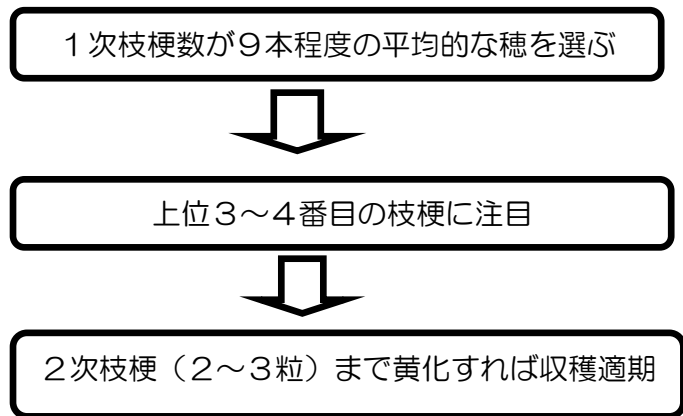 １次枝梗数が９本程度の平均的な穂を選ぶ
上位３～４番目の枝梗に注目
２次枝梗（２～３粒）まで黄化すれば収穫適期